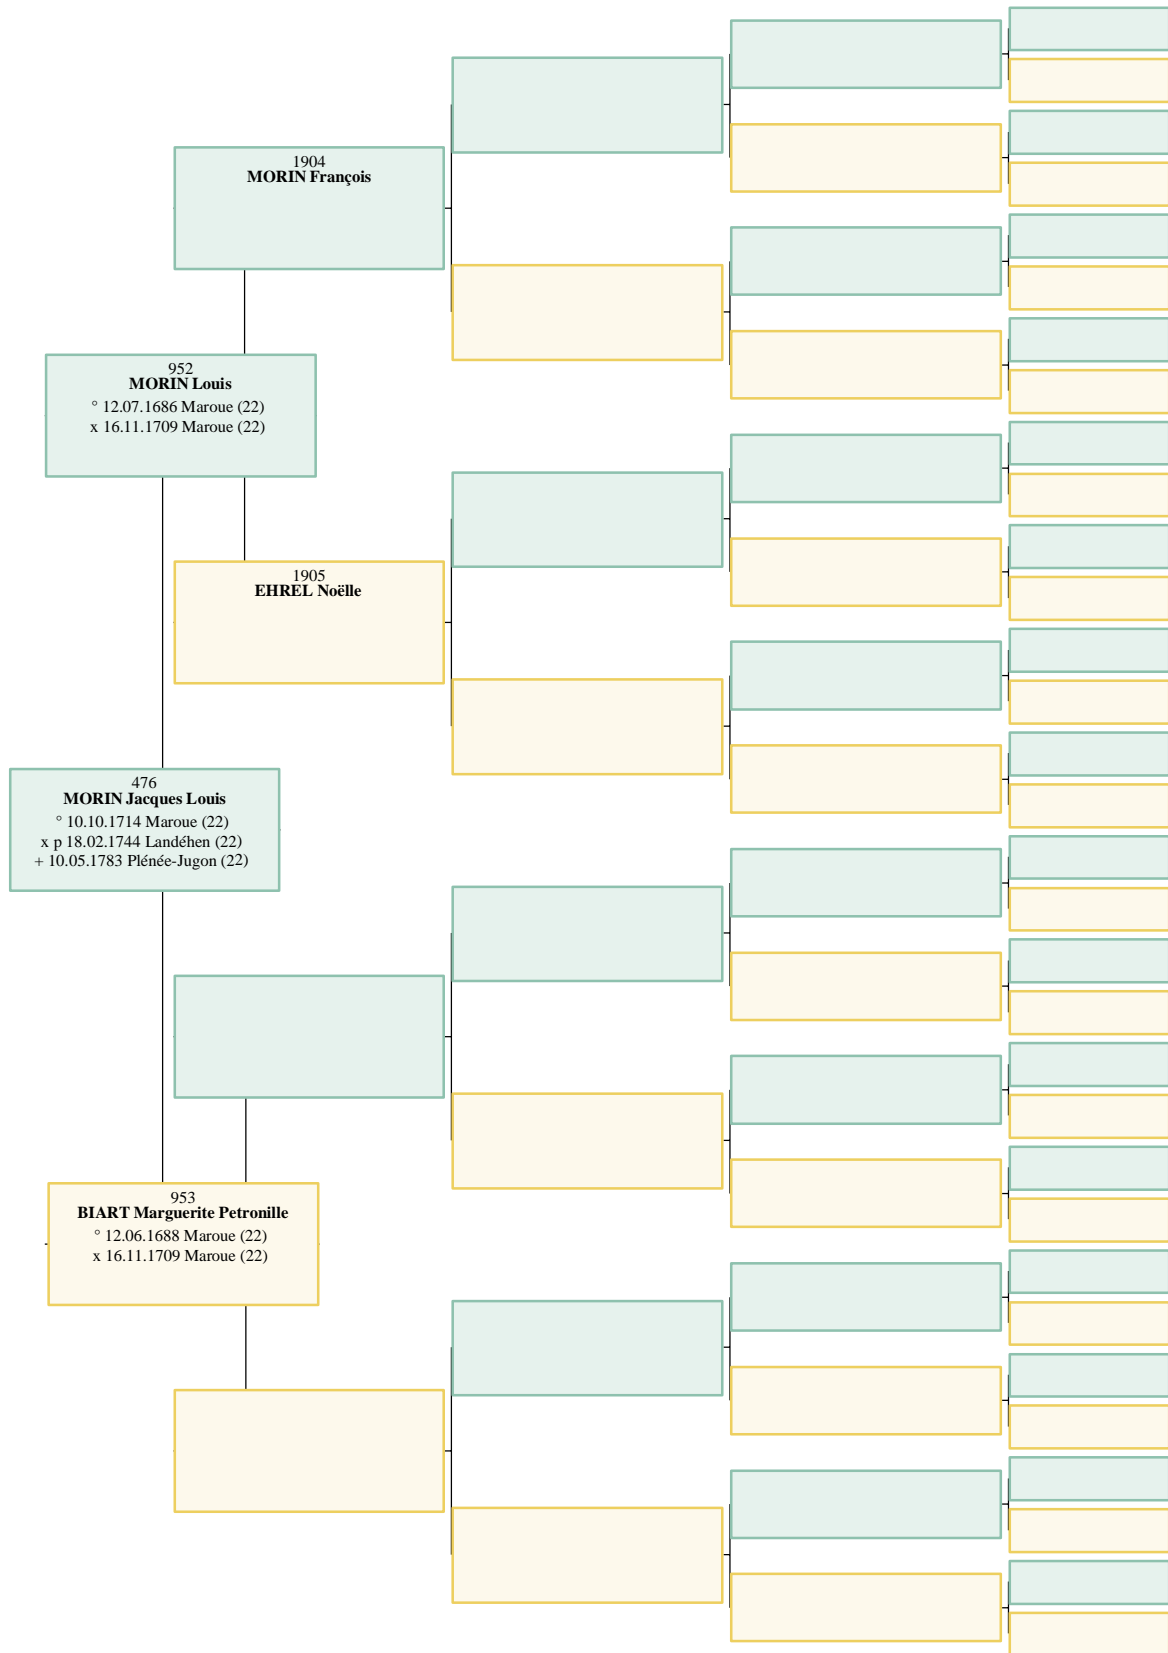 1904
MORIN François
952
MORIN Louis
° 12.07.1686 Maroue (22)
x 16.11.1709 Maroue (22)
1905
EHREL Noëlle
476
MORIN Jacques Louis
° 10.10.1714 Maroue (22)
x p 18.02.1744 Landéhen (22)
+ 10.05.1783 Plénée-Jugon (22)
953
BIART Marguerite Petronille
° 12.06.1688 Maroue (22)
x 16.11.1709 Maroue (22)